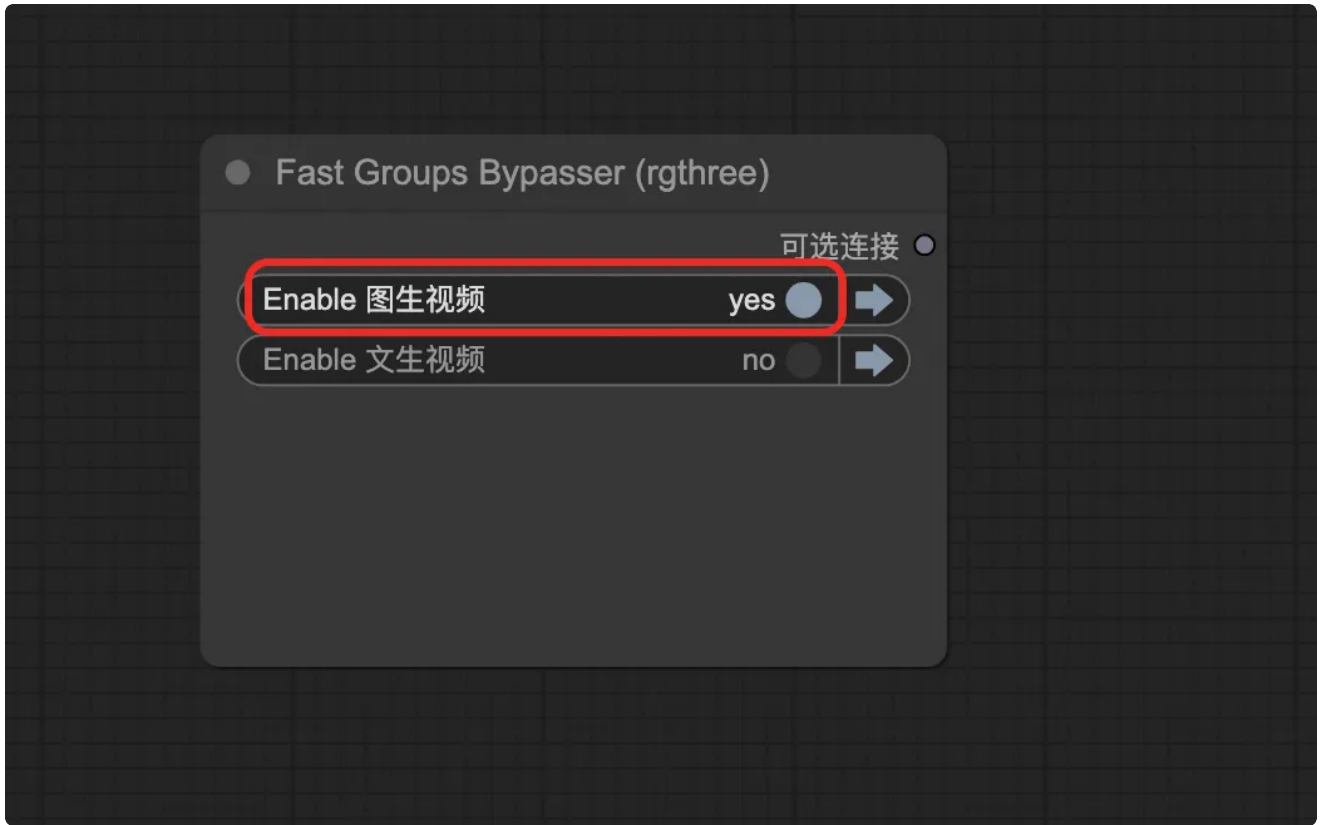 Fast Groups Bypasser (rgthree)
可选连接
Enable 图生视频 yes
Enable 文生视频 no